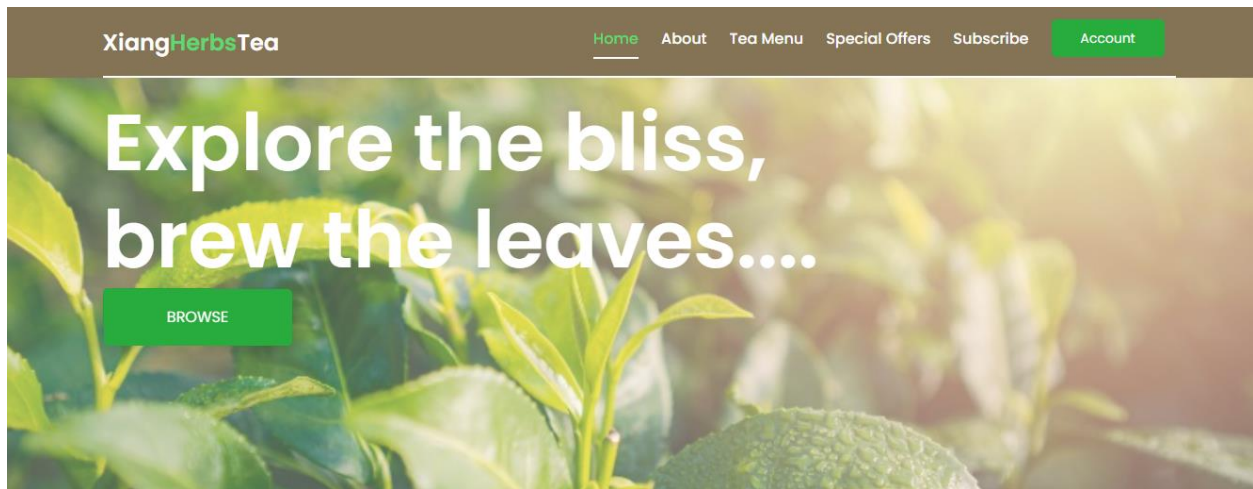 XiangHerbsTea
Home About Tea Menu Special Offers Subscribe Account
Explore the bliss,
brew the leaves....
BROWSE